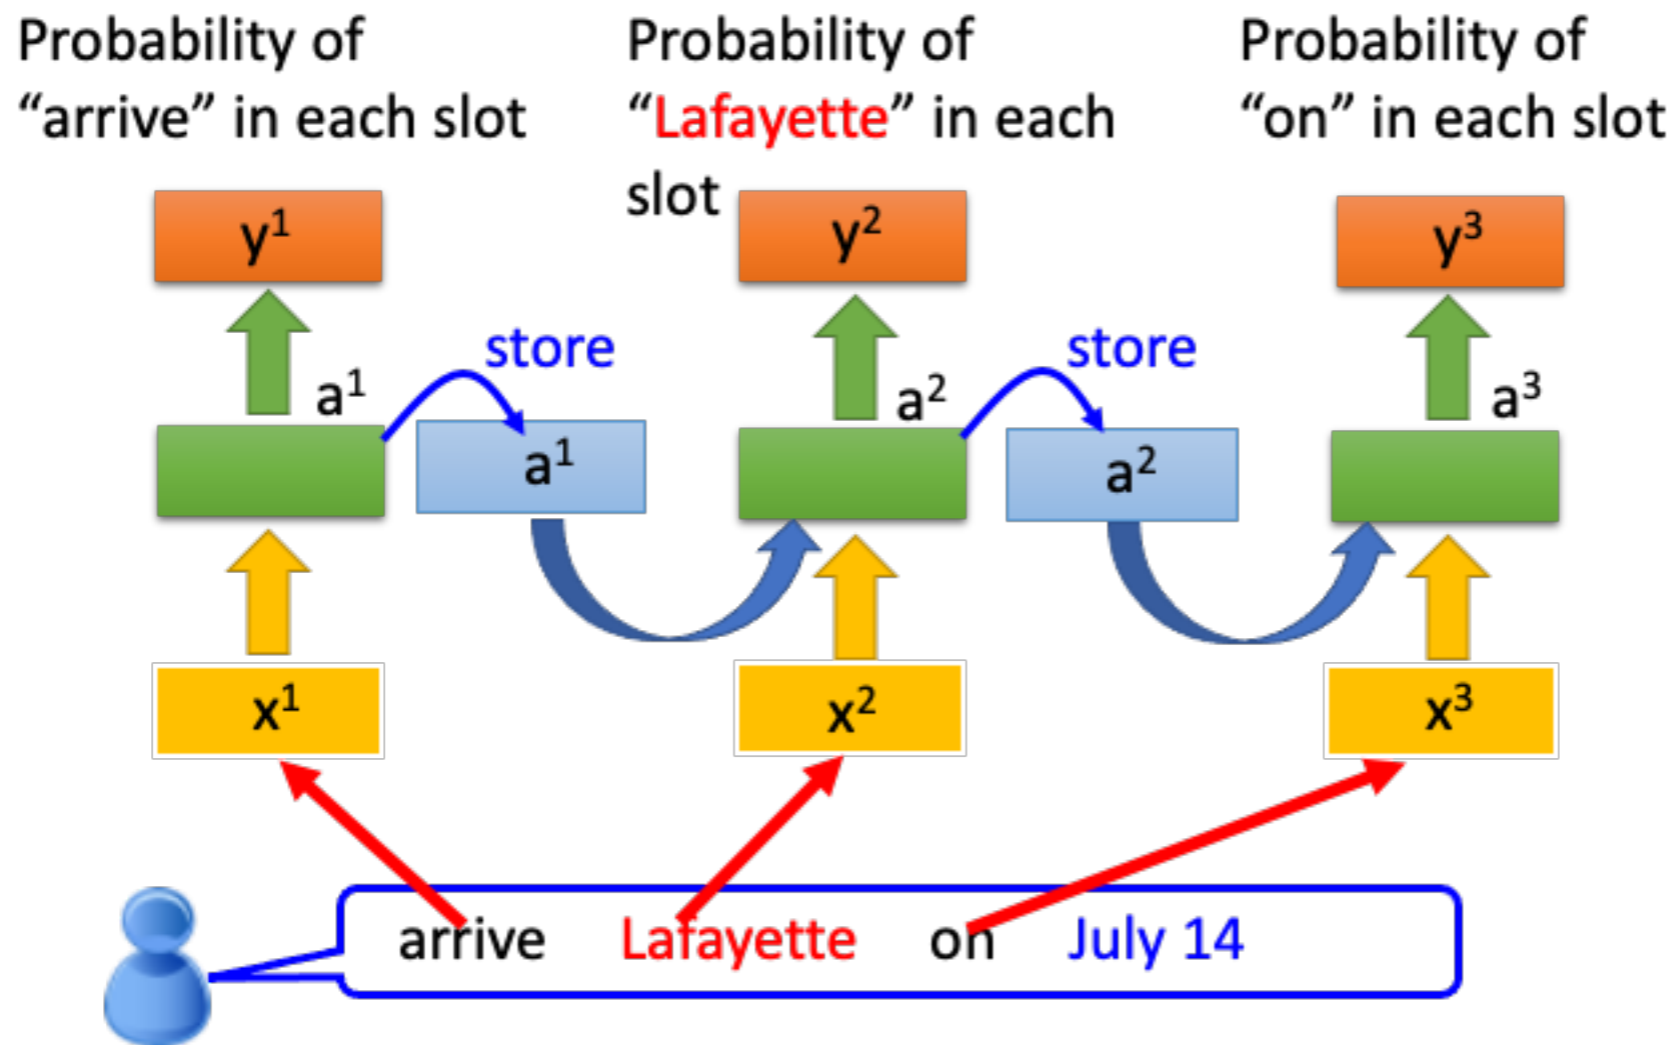 Probability of
“arrive” in each slot
Probability of
“Lafayette” in each
slot
Probability of
“on” in each slot
y¹
y²
y³
store
store
a¹
a²
a³
a¹
a²
x¹
x²
x³
arrive Lafayette on July 14